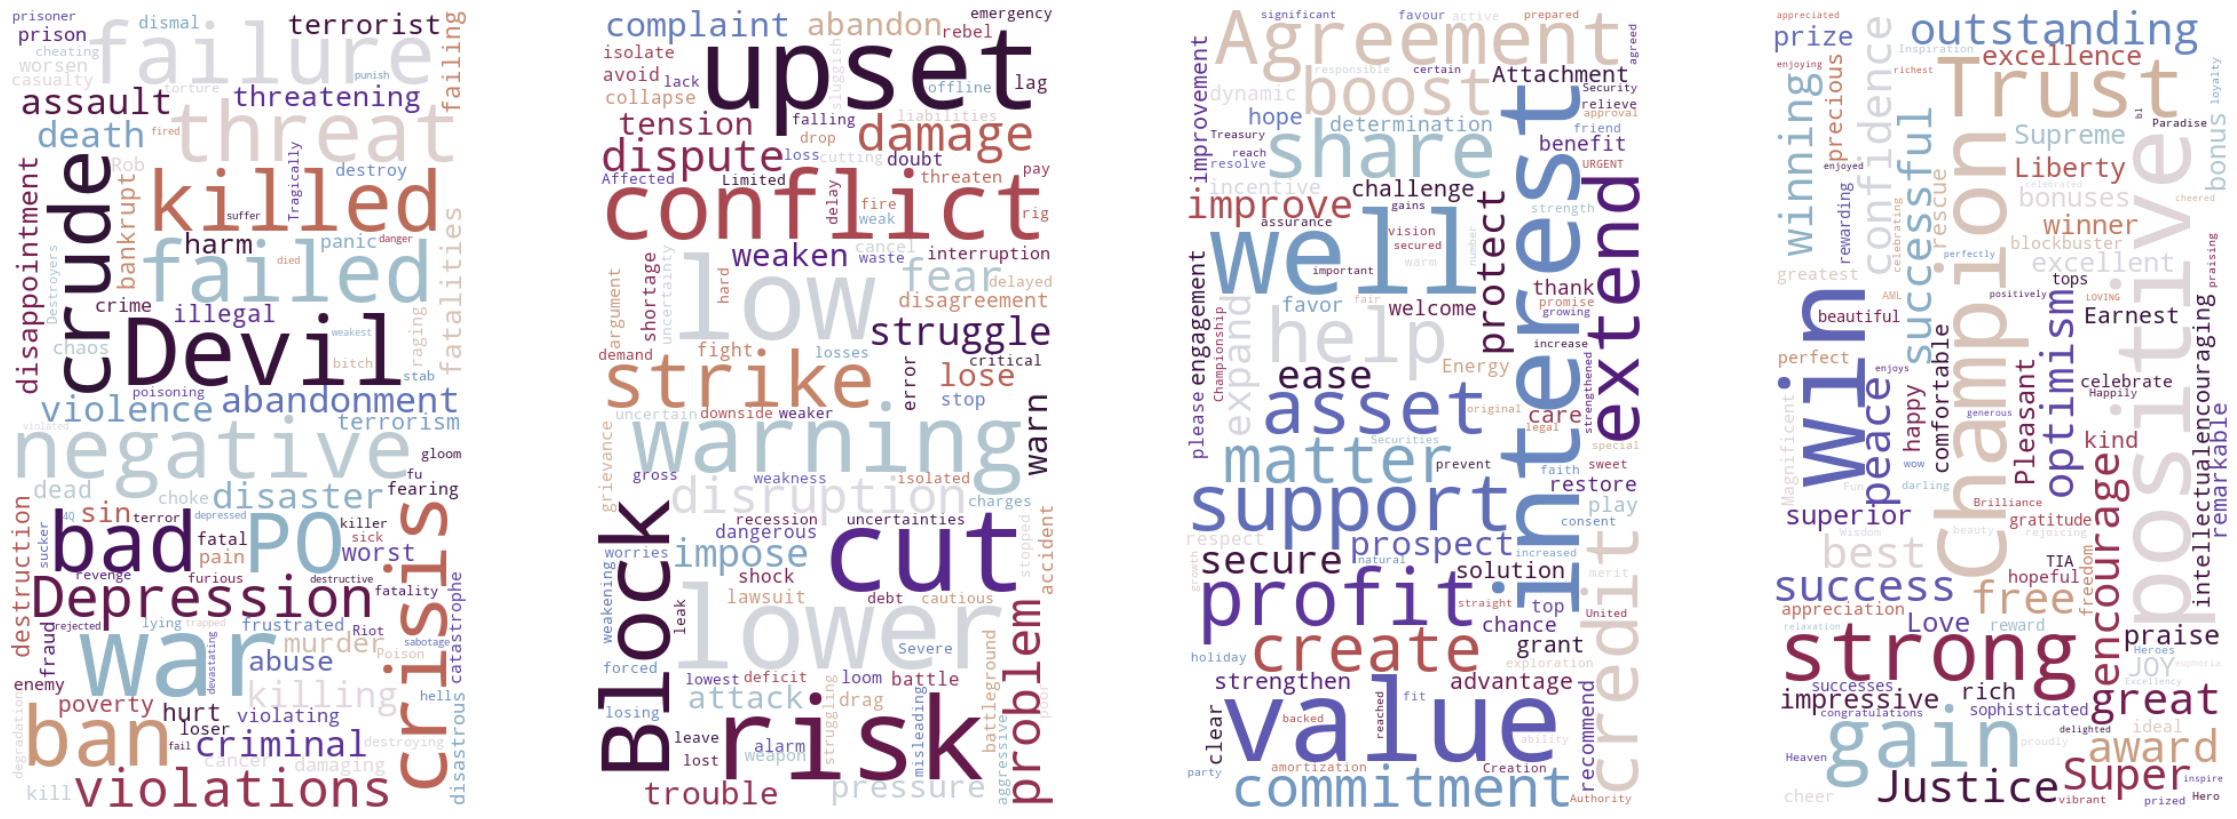 prisoner
dismal
terrorist
failing
prison
failure
cheating
worsen
casualty
punish
torture
assault
threatening
death
fired
threat
Rob
crude
disappointment
bankrupt
killed
destroy
suffer
Tragically
fatalities
harm
panic
danger
Destroyers
died
failed
crime
illegal
Devil
weakest
chaos
raging
bitch
stab
poisoning
violence
abandonment
terrorism
violated
negative
gloom
fu
dead
choke
disaster
fearing
crisis
destruction
sucker
4Q
sin
terror
depressed
bad
PO
killer
sick
fatal
pain
worst
revenge
furious
destructive
Depression
fatality
catastrophe
rejected
lying
trapped
frustrated
Riot
sabotage
fraud
war
devastating
murder
Poison
abuse
enemy
killing
hells
poverty
hurt
violating
loser
degradation
ban
fail
criminal
destroying
disastrous
cancer
damaging
kill
violations
complaint
abandon
emergency
rebel
isolate
upset
avoid
lack
sluggish
offline
lag
collapse
falling
liabilities
tension
drop
damage
dispute
loss
cutting
doubt
Affected
Limited
threaten
pay
conflict
delay
fire
weak
rig
weaken
cancel
waste
interruption
argument
shortage
uncertainty
hard
low
fear
delayed
disagreement
struggle
demand
fight
losses
critical
strike
error
lose
stop
uncertain
downside
weaker
warn
warning
grievance
gross
weakness
isolated
disruption
charges
Block
recession
uncertainties
dangerous
cut
stopped
accident
worries
impose
shock
weakening
leak
lawsuit
debt
cautious
lower
problem
Severe
forced
lowest
deficit
loom
battle
attack
drag
struggling
misleading
battleground
aggressive
poor
losing
risk
leave
alarm
lost
weapon
trouble
pressure
significant
favour
active
prepared
Agreement
agreed
improvement
responsible
certain
Attachment
dynamic
boost
Security
relieve
approval
hope
determination
friend
Treasury
share
benefit
reach
resolve
URGENT
incentive
challenge
interest
extend
improve
gains
protect
strength
assurance
vision
secured
number
well
important
warm
please
engagement
favor
fair
welcome
thank
promise
growing
expand
help
increase
Championship
ease
Energy
strengthened
asset
original
care
legal
matter
Securities
prevent
special
faith
sweet
restore
support
play
consent
respect
secure
prospect
increased
natural
solution
merit
growth
profit
straight
top
United
credit
chance
create
grant
holiday
exploration
strengthen
advantage
recommend
clear
value
backed
reached
fit
ability
party
amortization
Creation
commitment
Authority
appreciated
prize
confidence
outstanding
Inspiration
excellence
enjoying
winning
precious
richest
Trust
loyalty
bonus
bl
Paradise
successful
Supreme
Liberty
enjoyed
rescue
celebrated
bonuses
cheered
rewarding
celebrating
winner
Champion
positive
perfectly
blockbuster
excellent
greatest
tops
praising
Win
AML
positively
LOVING
beautiful
optimism
Earnest
intellectual
encouraging
perfect
comfortable
enjoys
Pleasant
celebrate
Happily
Magnificent
peace
happy
generous
remarkable
kind
wow
Fun
darling
Brilliance
superior
gratitude
Wisdom
beauty
rejoicing
encourage
best
TIA
hopeful
freedom
success
free
appreciation
relaxation
Love
reward
praise
strong
Heroes
JOY
euphoria
Excellency
successes
impressive
rich
congratulations
sophisticated
great
delighted
ideal
gain
proudly
award
Heaven
Super
inspire
cheer
Justice
vibrant
prized
Hero